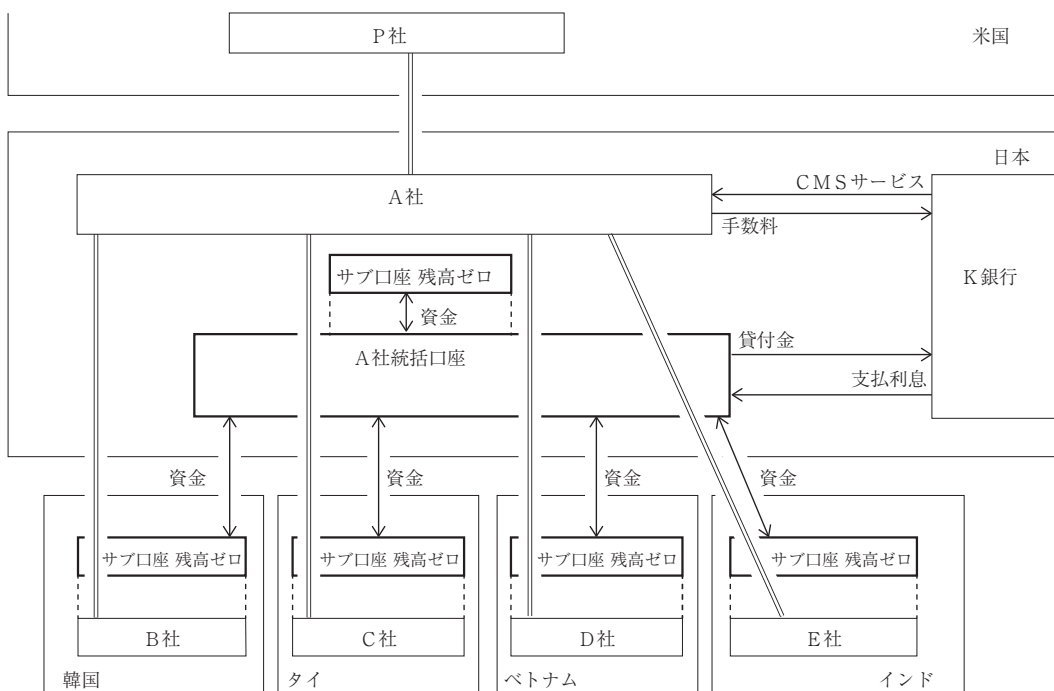 P社
米国
日本
A社
CMSサービス
手数料
K銀行
サブ口座 残高ゼロ
資金
A社統括口座
貸付金
支払利息
資金
資金
資金
資金
サブ口座 残高ゼロ
サブ口座 残高ゼロ
サブ口座 残高ゼロ
サブ口座 残高ゼロ
B社
C社
D社
E社
韓国
タイ
ベトナム
インド